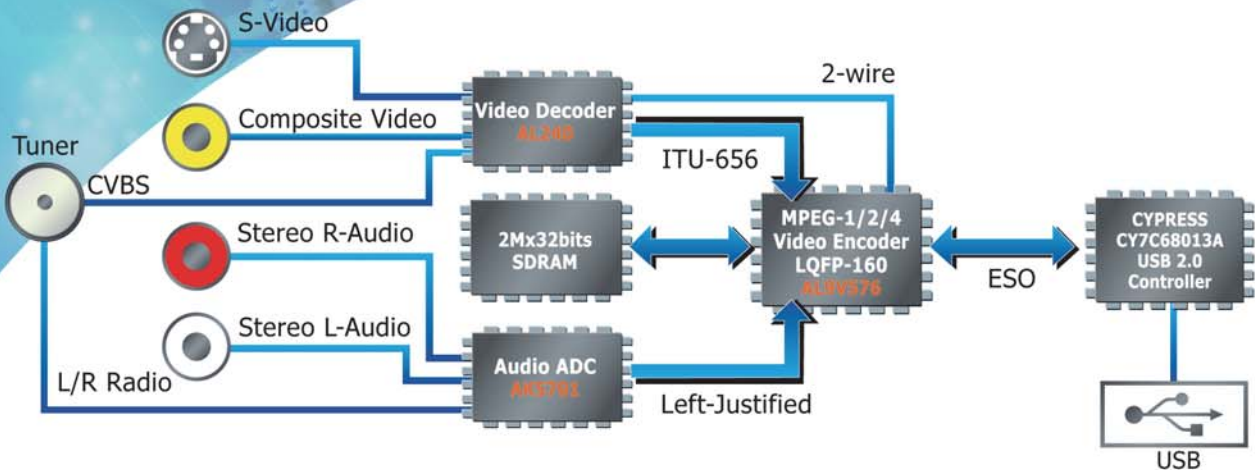 S-Video
Composite Video
Tuner
CVBS
Stereo R-Audio
Stereo L-Audio
L/R Radio
Video Decoder
2Mx32bits
SDRAM
Audio ADC
2-wire
ITU-656
Left-Justified
MPEG-1/2/4
Video Encoder
LQFP-160
ESO
CYPRESS
CY7C68013A
USB 2.0
Controller
USB